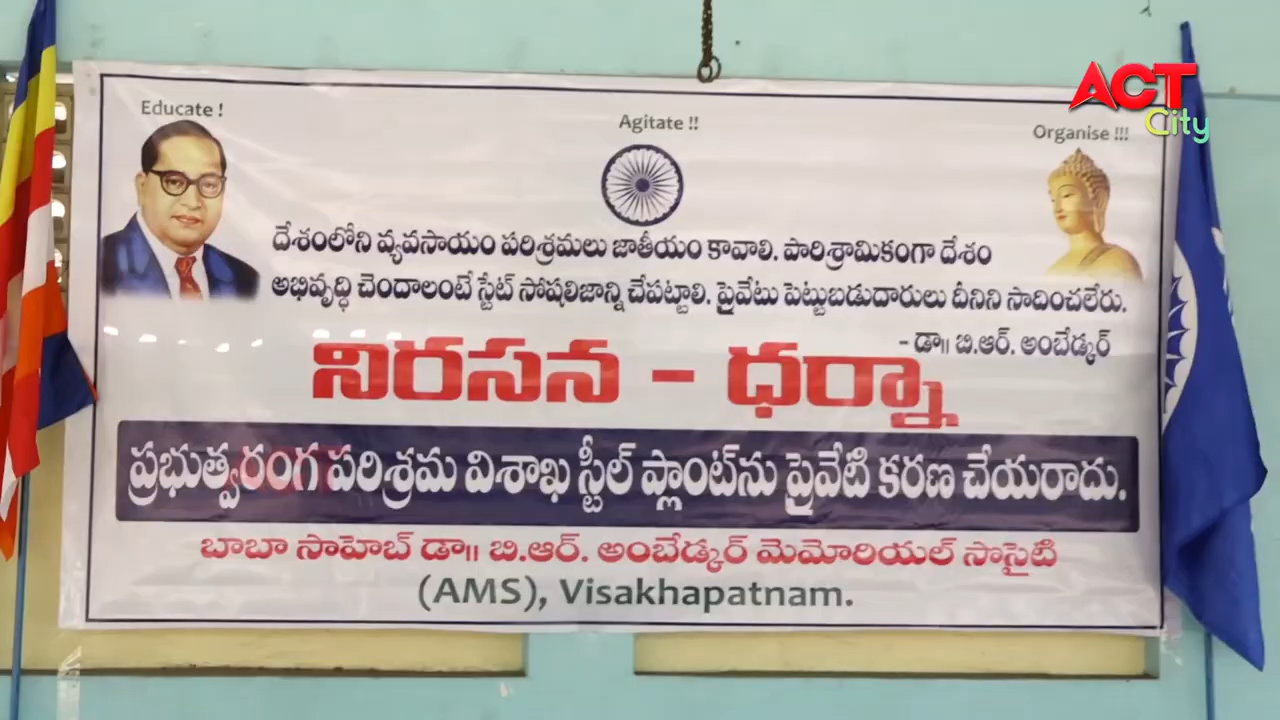 ACT
City
Educate !
Agitate !!
Organise !!!
దేశంలోని వ్యవసాయం పరిశ్రమలు జాతీయం కావాలి. పారిశ్రామికంగా దేశం
అభివృద్ధి చెందాలంటే స్టేట్ సోషలిజాన్ని చేపట్టాలి. ప్రైవేటు పెట్టుబడుదారులు దీనిని సాదించలేరు.
- డా॥ బి.ఆర్. అంబేడ్కర్
నిరసన - ధర్నా
ప్రభుత్వరంగ పరిశ్రమ విశాఖ స్టీల్ ప్లాంట్‌ను ప్రైవేటి కరణ చేయరాదు.
బాబా సాహెబ్ డా॥ బి.ఆర్. అంబేడ్కర్ మెమోరియల్ సొసైటి
(AMS), Visakhapatnam.